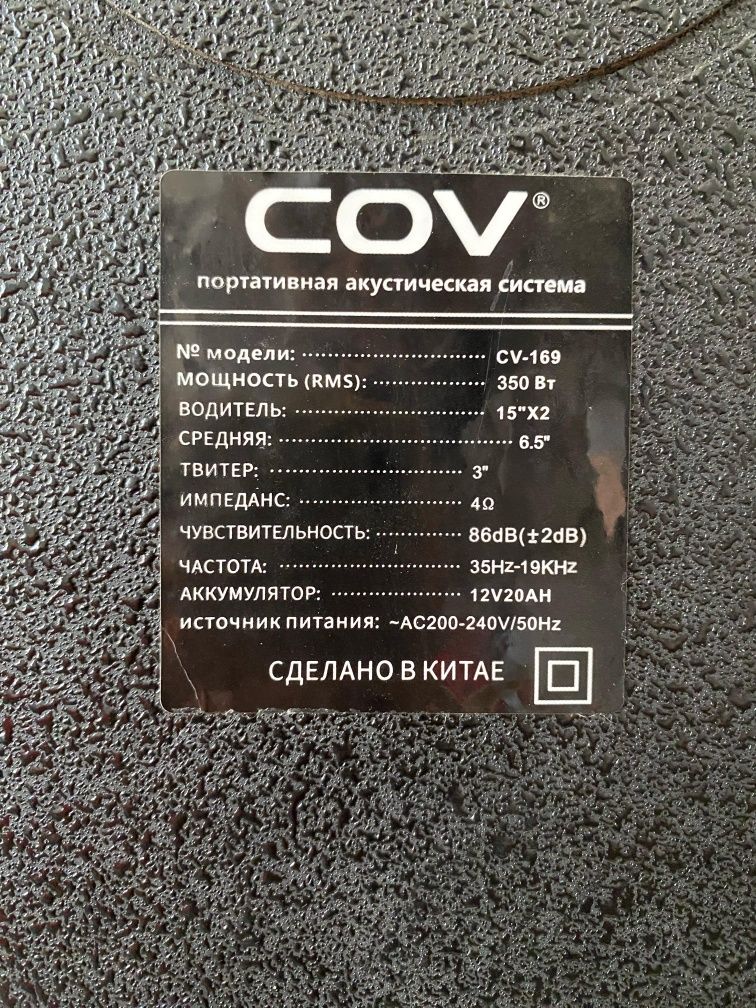 COV®
портативная акустическая система
№ модели: CV-169
МОЩНОСТЬ (RMS): 350 Вт
ВОДИТЕЛЬ: 15"X2
СРЕДНЯЯ: 6.5"
ТВИТЕР: 3"
ИМПЕДАНС: 4Ω
ЧУВСТВИТЕЛЬНОСТЬ: 86dB(±2dB)
ЧАСТОТА: 35Hz-19KHz
АККУМУЛЯТОР: 12V20AH
ИСТОЧНИК ПИТАНИЯ: ~AC200-240V/50Hz
СДЕЛАНО В КИТАЕ